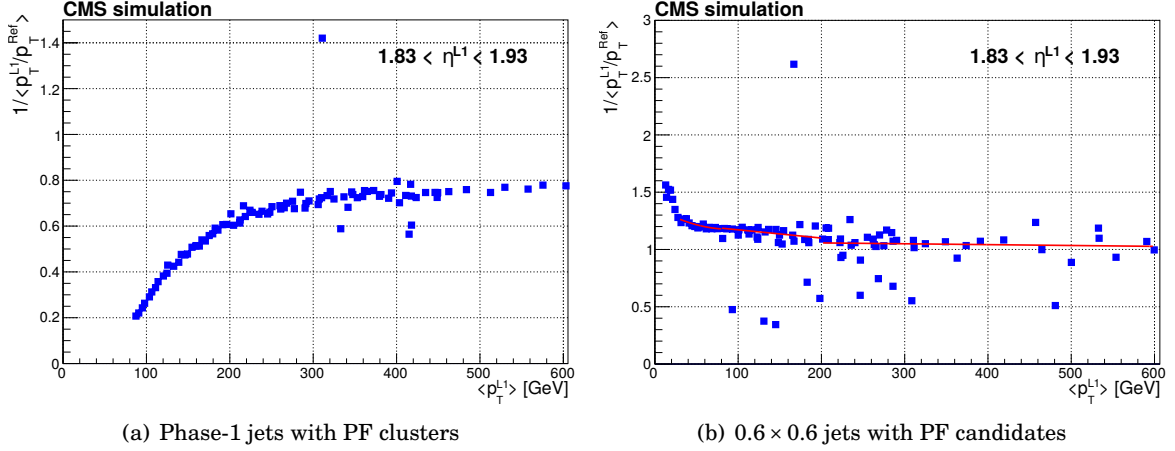 CMS simulation
1.83 < η^L1 < 1.93
1/<p_T^L1/p_T^Ref>
1.4
1.2
1
0.8
0.6
0.4
0.2
0
0 100 200 300 400 500 600
<p_T^L1> [GeV]
(a) Phase-1 jets with PF clusters
CMS simulation
1.83 < η^L1 < 1.93
1/<p_T^L1/p_T^Ref>
3
2.5
2
1.5
1
0.5
0
0 100 200 300 400 500 600
<p_T^L1> [GeV]
(b) 0.6 × 0.6 jets with PF candidates